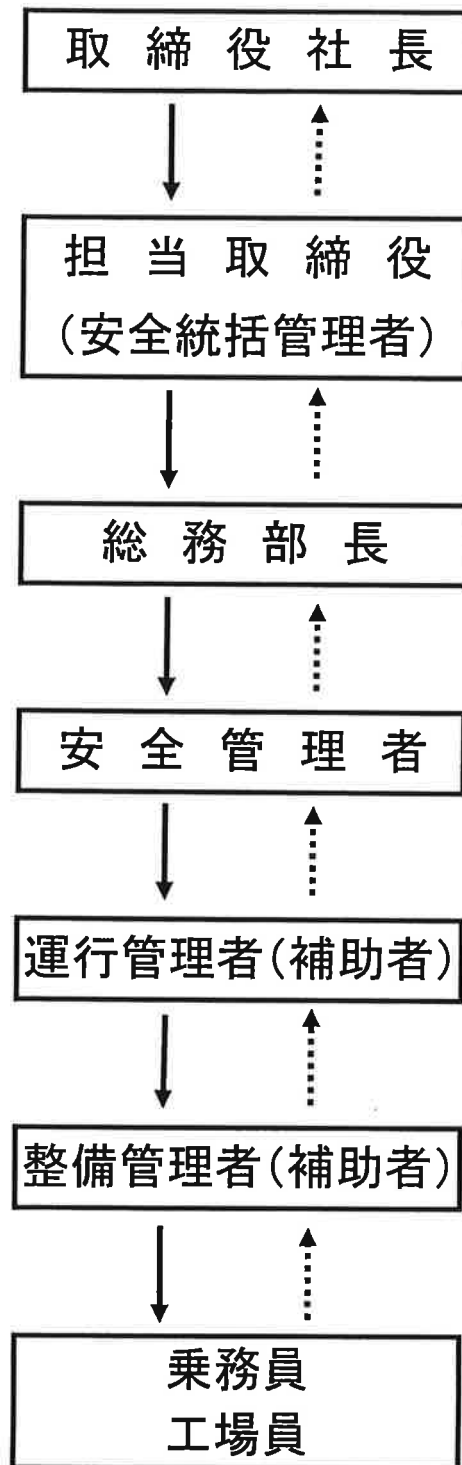 取締役社長
担当取締役
(安全統括管理者)
総務部長
安全管理者
運行管理者(補助者)
整備管理者(補助者)
乗務員
工場員